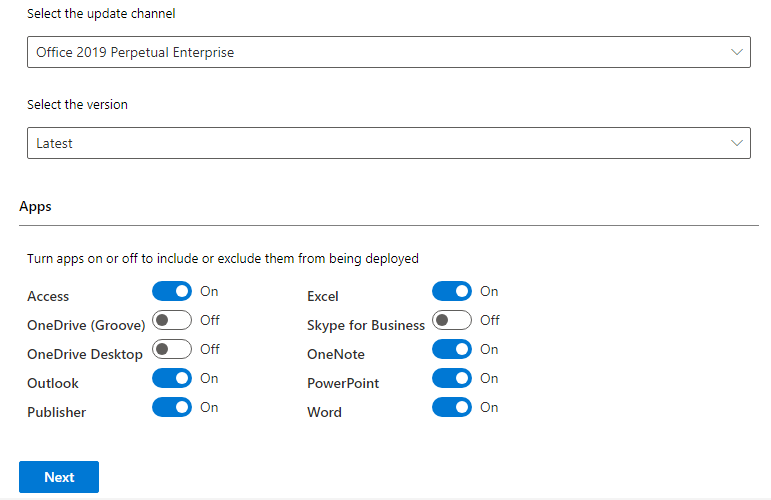 Select the update channel
Office 2019 Perpetual Enterprise
Select the version
Latest
Apps
Turn apps on or off to include or exclude them from being deployed
Access On Excel On
OneDrive (Groove) Off Skype for Business Off
OneDrive Desktop Off OneNote On
Outlook On PowerPoint On
Publisher On Word On
Next